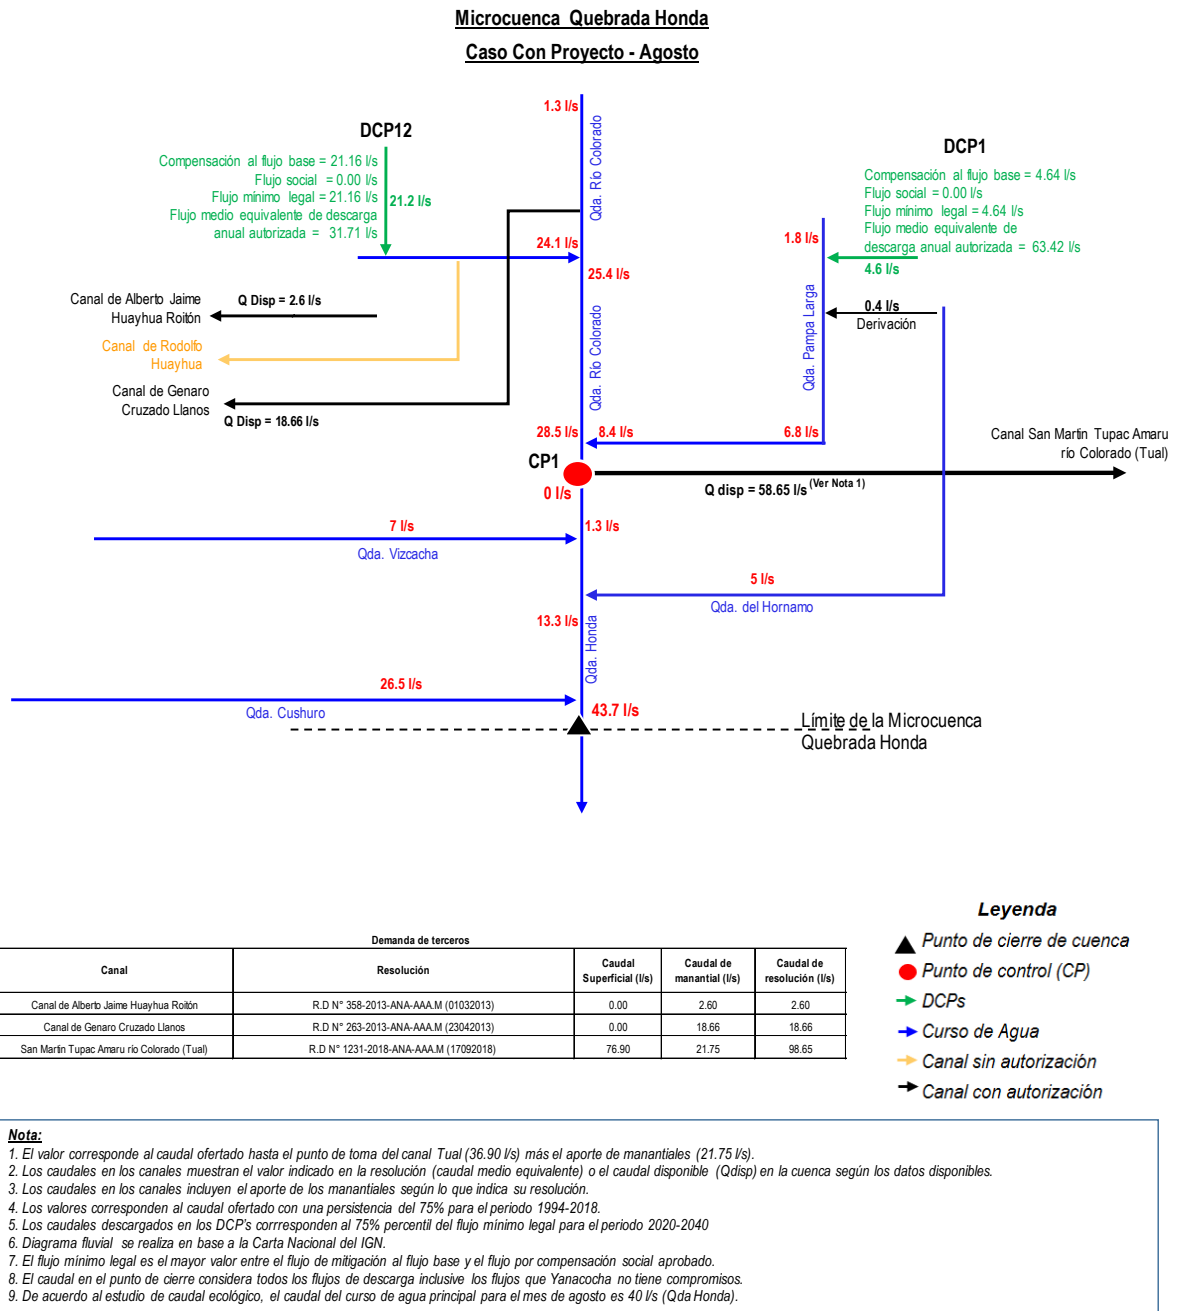 Microcuenca Quebrada Honda
Caso Con Proyecto - Agosto
1.3 l/s
Qda. Río Colorado
DCP12
Compensación al flujo base = 21.16 l/s
Flujo social = 0.00 l/s
Flujo mínimo legal = 21.16 l/s
Flujo medio equivalente de descarga
anual autorizada = 31.71 l/s
21.2 l/s
DCP1
Compensación al flujo base = 4.64 l/s
Flujo social = 0.00 l/s
Flujo mínimo legal = 4.64 l/s
Flujo medio equivalente de
descarga anual autorizada = 63.42 l/s
1.8 l/s
4.6 l/s
24.1 l/s
25.4 l/s
0.4 l/s
Derivación
Qda. Pampa Larga
Canal de Alberto Jaime
Huayhua Roitón
Q Disp = 2.6 l/s
Canal de Rodolfo
Huayhua
Canal de Genaro
Cruzado Llanos
Q Disp = 18.66 l/s
Qda. Río Colorado
28.5 l/s
8.4 l/s
6.8 l/s
CP1
0 l/s
Canal San Martin Tupac Amaru
río Colorado (Tual)
Q disp = 58.65 l/s (Ver Nota 1)
7 l/s
1.3 l/s
Qda. Vizcacha
5 l/s
Qda. del Hornamo
13.3 l/s
Qda. Honda
26.5 l/s
Qda. Cushuro
43.7 l/s
Límite de la Microcuenca
Quebrada Honda
Demanda de terceros
Canal Resolución Caudal Superficial (l/s) Caudal de manantial (l/s) Caudal de resolución (l/s)
Canal de Alberto Jaime Huayhua Roitón R.D N° 358-2013-ANA-AAA.M (01032013) 0.00 2.60 2.60
Canal de Genaro Cruzado Llanos R.D N° 263-2013-ANA-AAA.M (23042013) 0.00 18.66 18.66
San Martin Tupac Amaru río Colorado (Tual) R.D N° 1231-2018-ANA-AAA.M (17092018) 76.90 21.75 98.65
Leyenda
Punto de cierre de cuenca
Punto de control (CP)
DCPs
Curso de Agua
Canal sin autorización
Canal con autorización
Nota:
1. El valor corresponde al caudal ofertado hasta el punto de toma del canal Tual (36.90 l/s) más el aporte de manantiales (21.75 l/s).
2. Los caudales en los canales muestran el valor indicado en la resolución (caudal medio equivalente) o el caudal disponible (Qdisp) en la cuenca según los datos disponibles.
3. Los caudales en los canales incluyen el aporte de los manantiales según lo que indica su resolución.
4. Los valores corresponden al caudal ofertado con una persistencia del 75% para el periodo 1994-2018.
5. Los caudales descargados en los DCP's corrresponden al 75% percentil del flujo mínimo legal para el periodo 2020-2040
6. Diagrama fluvial se realiza en base a la Carta Nacional del IGN.
7. El flujo mínimo legal es el mayor valor entre el flujo de mitigación al flujo base y el flujo por compensación social aprobado.
8. El caudal en el punto de cierre considera todos los flujos de descarga inclusive los flujos que Yanacocha no tiene compromisos.
9. De acuerdo al estudio de caudal ecológico, el caudal del curso de agua principal para el mes de agosto es 40 l/s (Qda Honda).